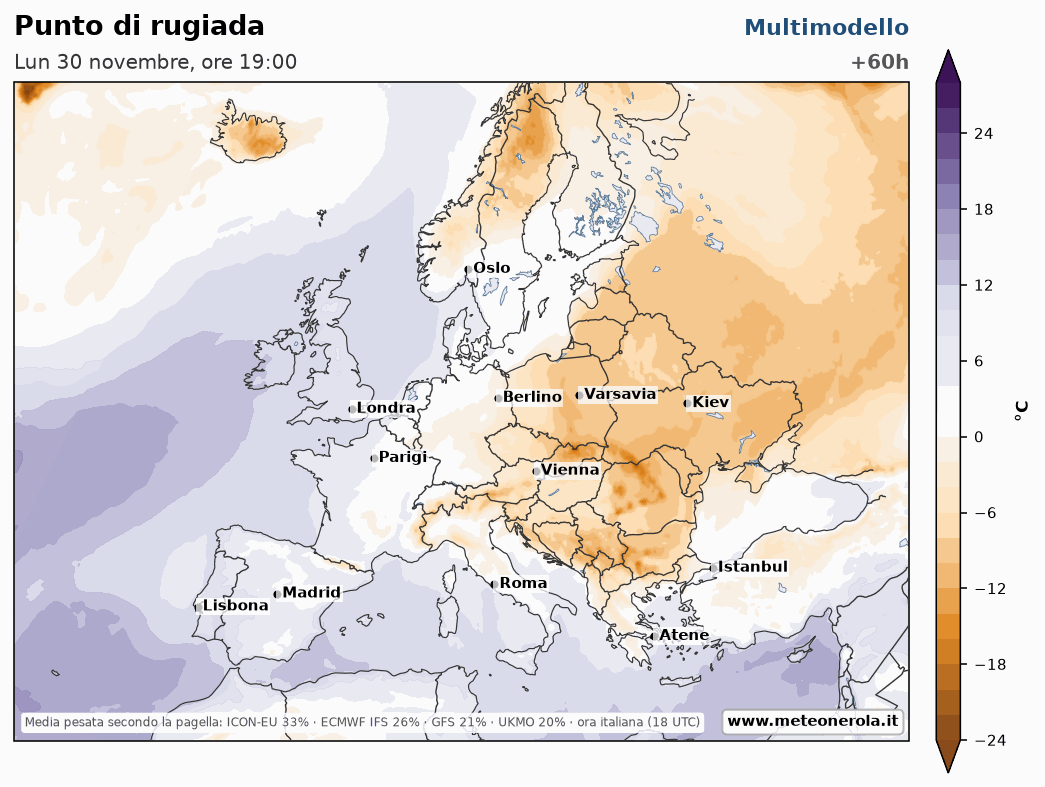 Punto di rugiada
Multimodello
Lun 30 novembre, ore 19:00
+60h
Oslo
Londra
Berlino
Varsavia
Kiev
Parigi
Vienna
Istanbul
Roma
Madrid
Lisbona
Atene
Media pesata secondo la pagella: ICON-EU 33% · ECMWF IFS 26% · GFS 21% · UKMO 20% · ora italiana (18 UTC)
www.meteonerola.it
24
18
12
6
0
−6
−12
−18
−24
°C